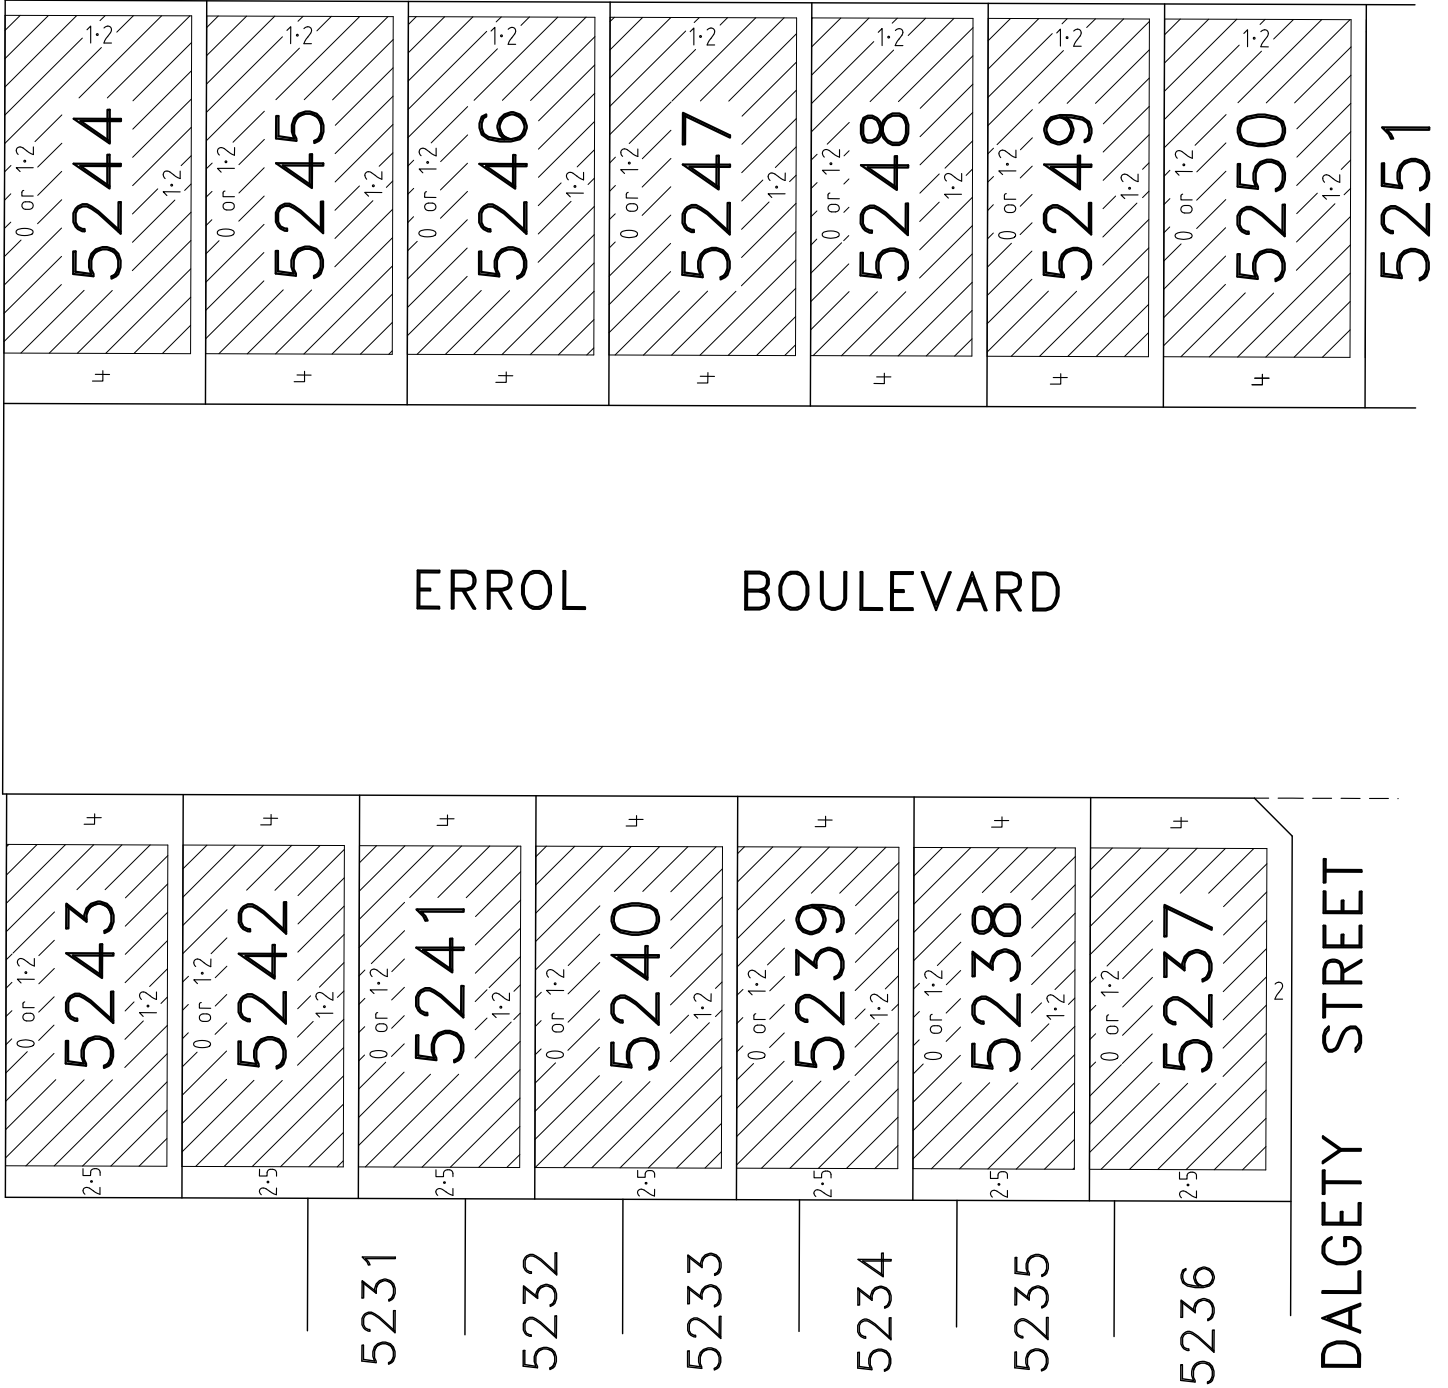 1·2 1·2 1·2 1·2 1·2 1·2 1·2
0 or 1·2 5244 1·2
0 or 1·2 5245 1·2
0 or 1·2 5246 1·2
0 or 1·2 5247 1·2
0 or 1·2 5248 1·2
0 or 1·2 5249 1·2
0 or 1·2 5250 1·2
5251
4 4 4 4 4 4 4
ERROL BOULEVARD
4 4 4 4 4 4 4
0 or 1·2 5243 1·2
0 or 1·2 5242 1·2
0 or 1·2 5241 1·2
0 or 1·2 5240 1·2
0 or 1·2 5239 1·2
0 or 1·2 5238 1·2
0 or 1·2 5237 2
2·5 2·5 2·5 2·5 2·5 2·5 2·5
5231
5232
5233
5234
5235
5236
DALGETY STREET